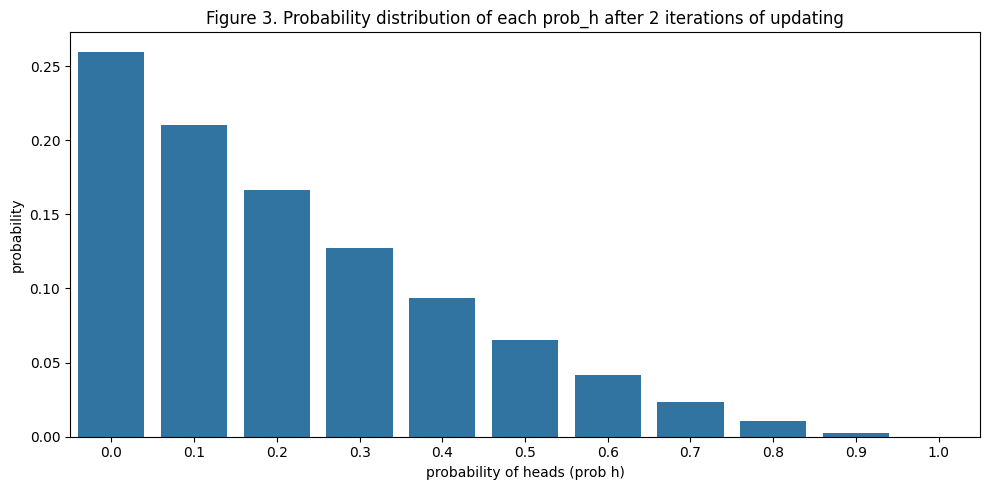 Figure 3. Probability distribution of each prob_h after 2 iterations of updating
0.25
0.20
0.15
0.10
0.05
0.00
probability
0.0 0.1 0.2 0.3 0.4 0.5 0.6 0.7 0.8 0.9 1.0
probability of heads (prob h)